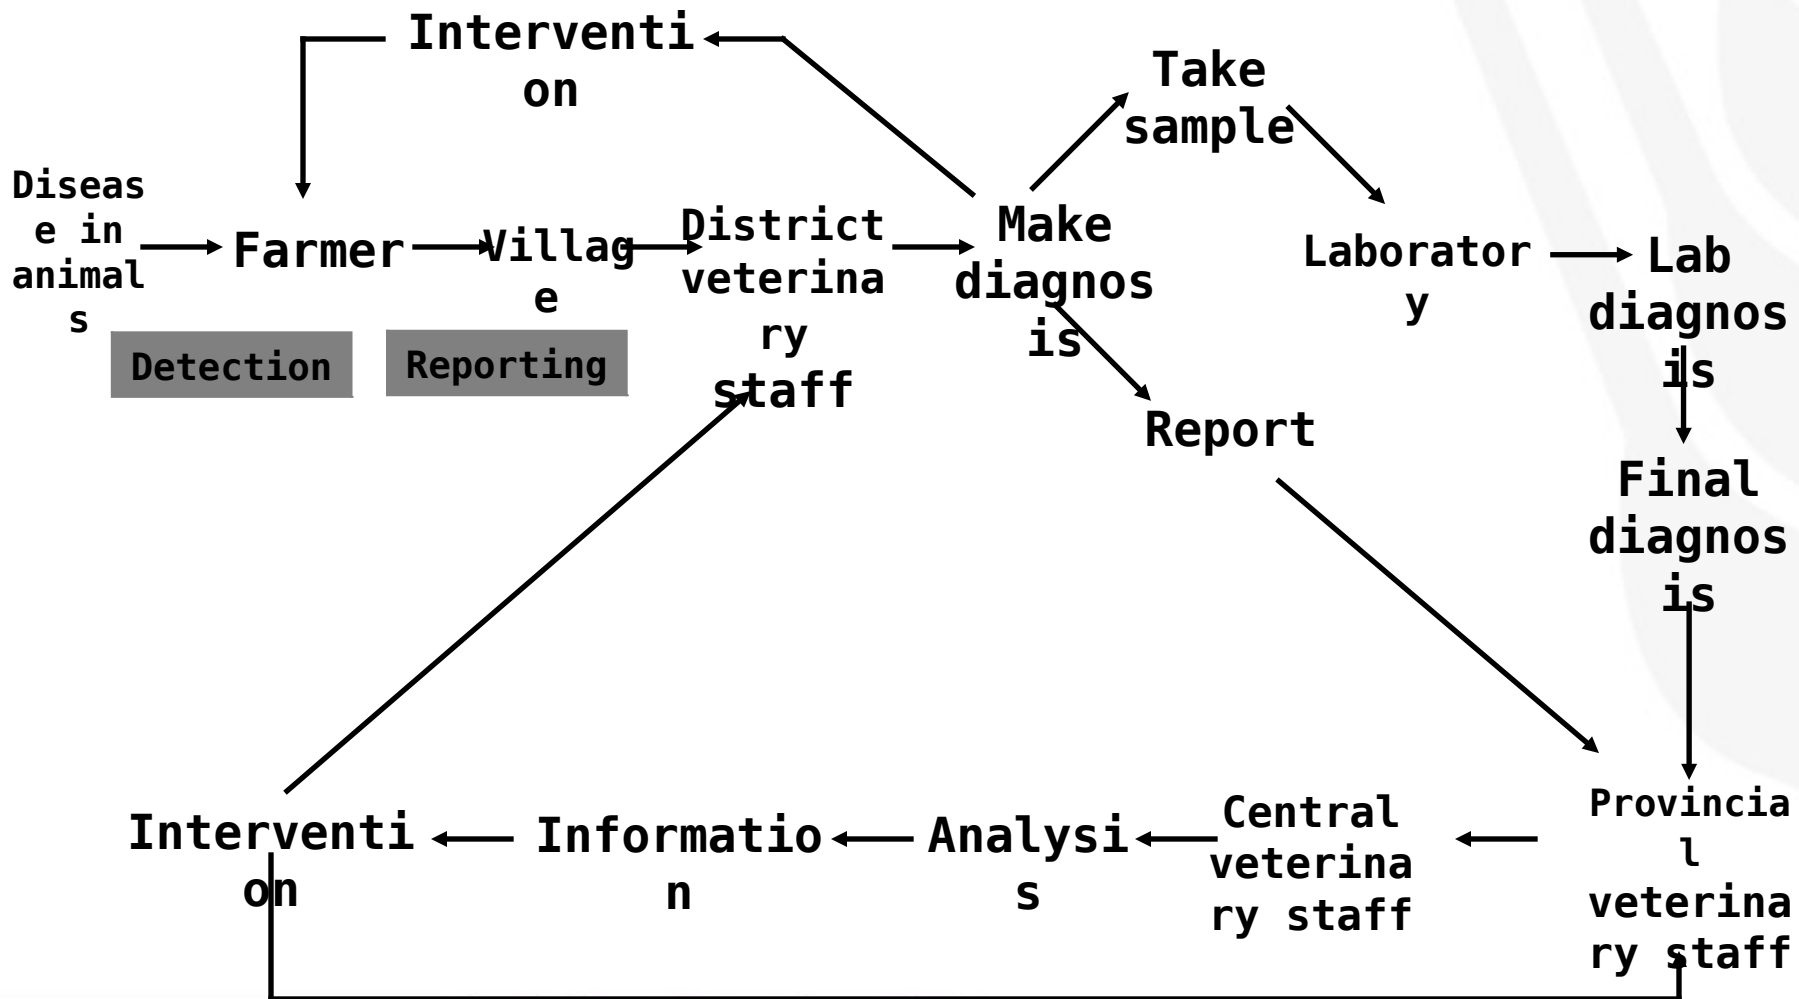 Interventi
on
Take
sample
Diseas
e in
animal
s
Farmer
Villag
e
District
veterina
ry
staff
Make
diagnos
is
Laborator
y
Lab
diagnos
is
Detection
Reporting
Report
Final
diagnos
is
Interventi
on
Informatio
n
Analysi
s
Central
veterina
ry staff
Provincia
l
veterina
ry staff